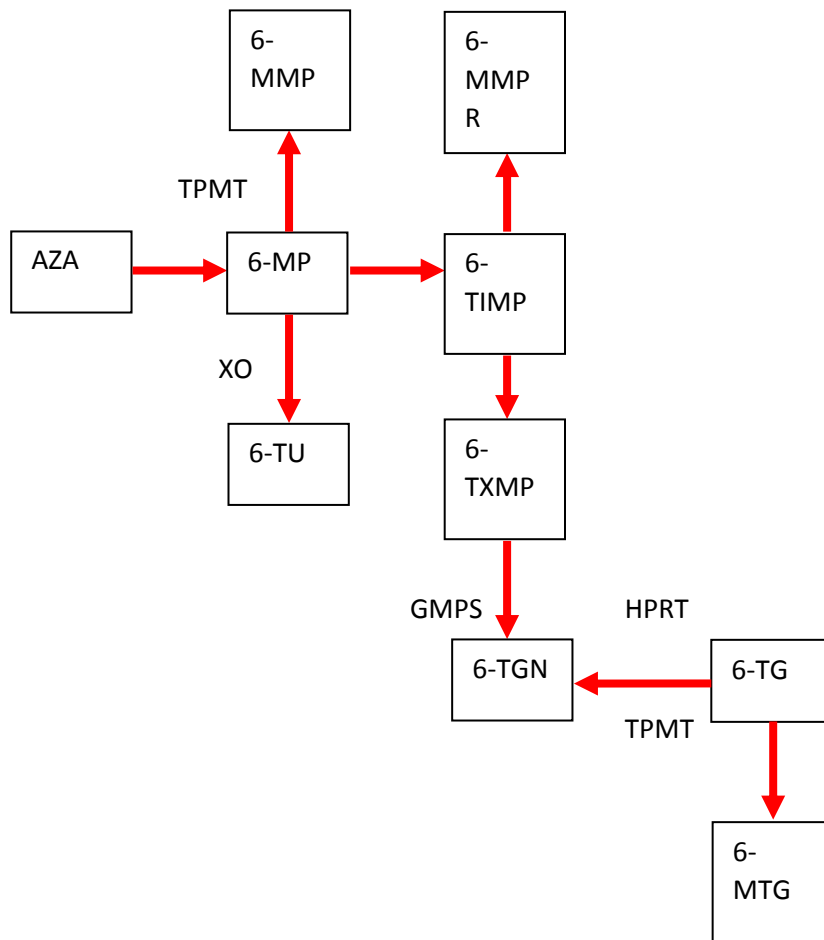 6-
MMP
6-
MMP
R
TPMT
AZA
6-MP
6-
TIMP
XO
6-TU
6-
TXMP
GMPS
HPRT
6-TGN
6-TG
TPMT
6-
MTG